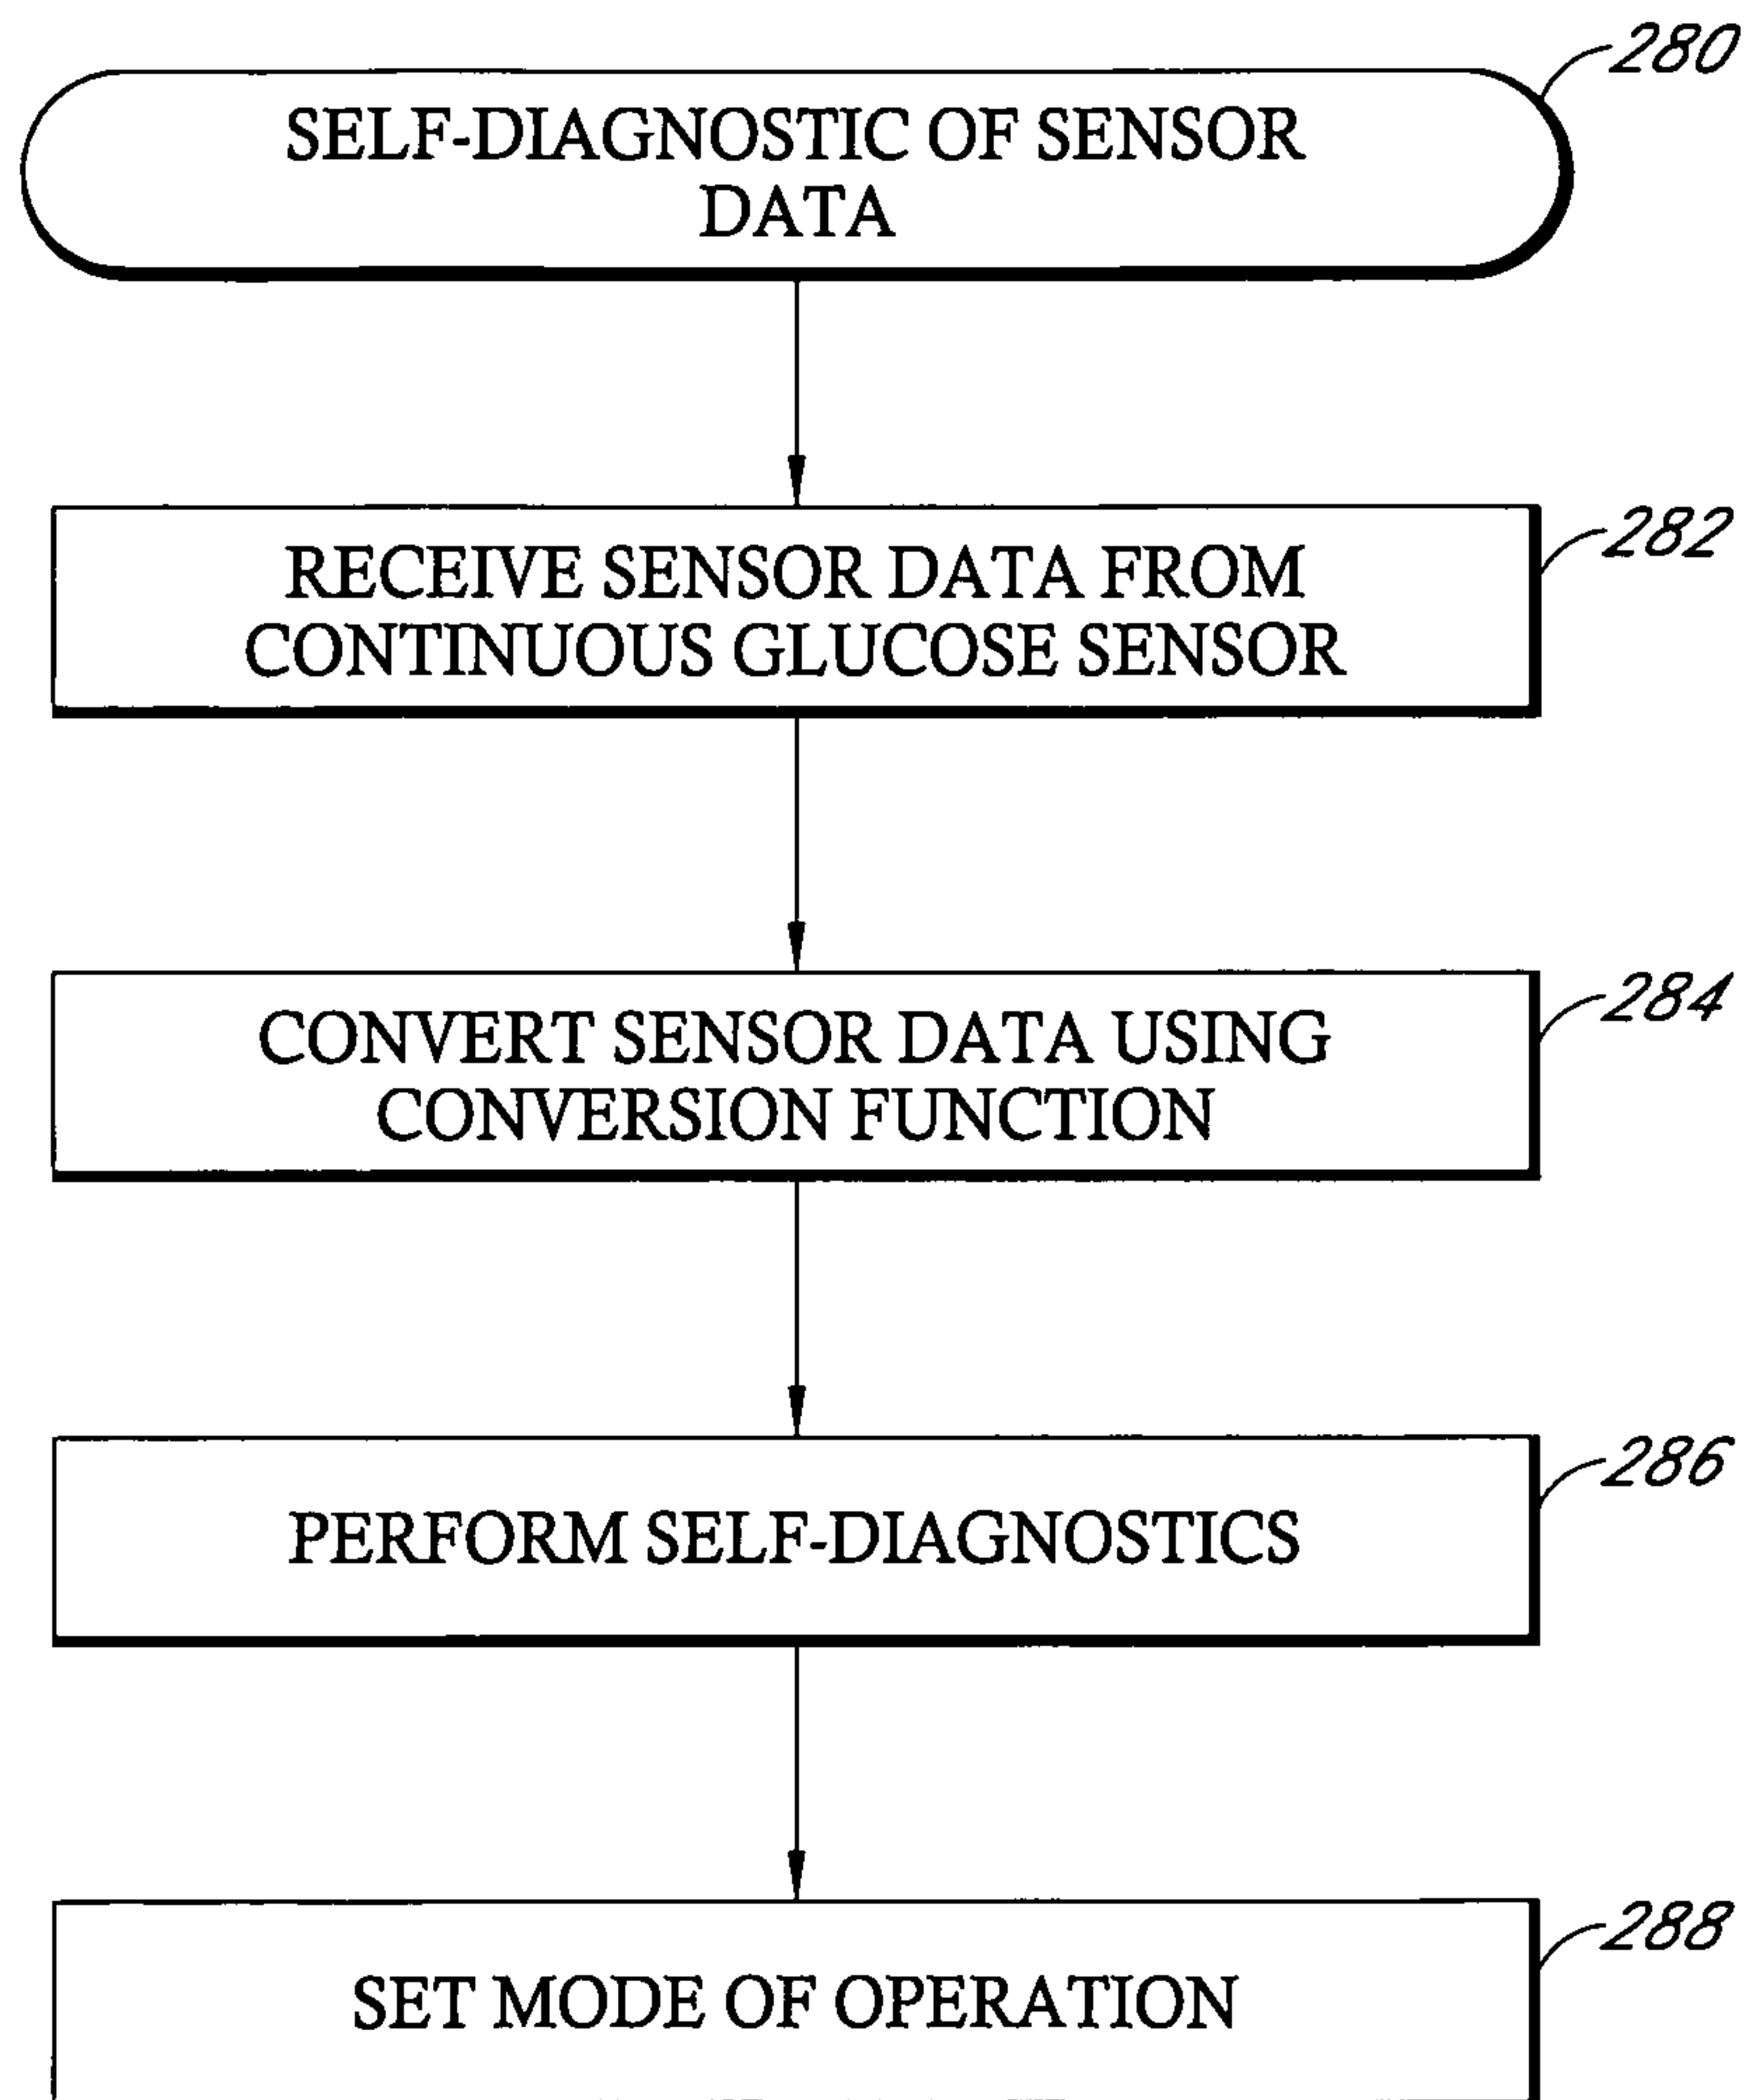 280
SELF-DIAGNOSTIC OF SENSOR
DATA
282
RECEIVE SENSOR DATA FROM
CONTINUOUS GLUCOSE SENSOR
284
CONVERT SENSOR DATA USING
CONVERSION FUNCTION
286
PERFORM SELF-DIAGNOSTICS
288
SET MODE OF OPERATION